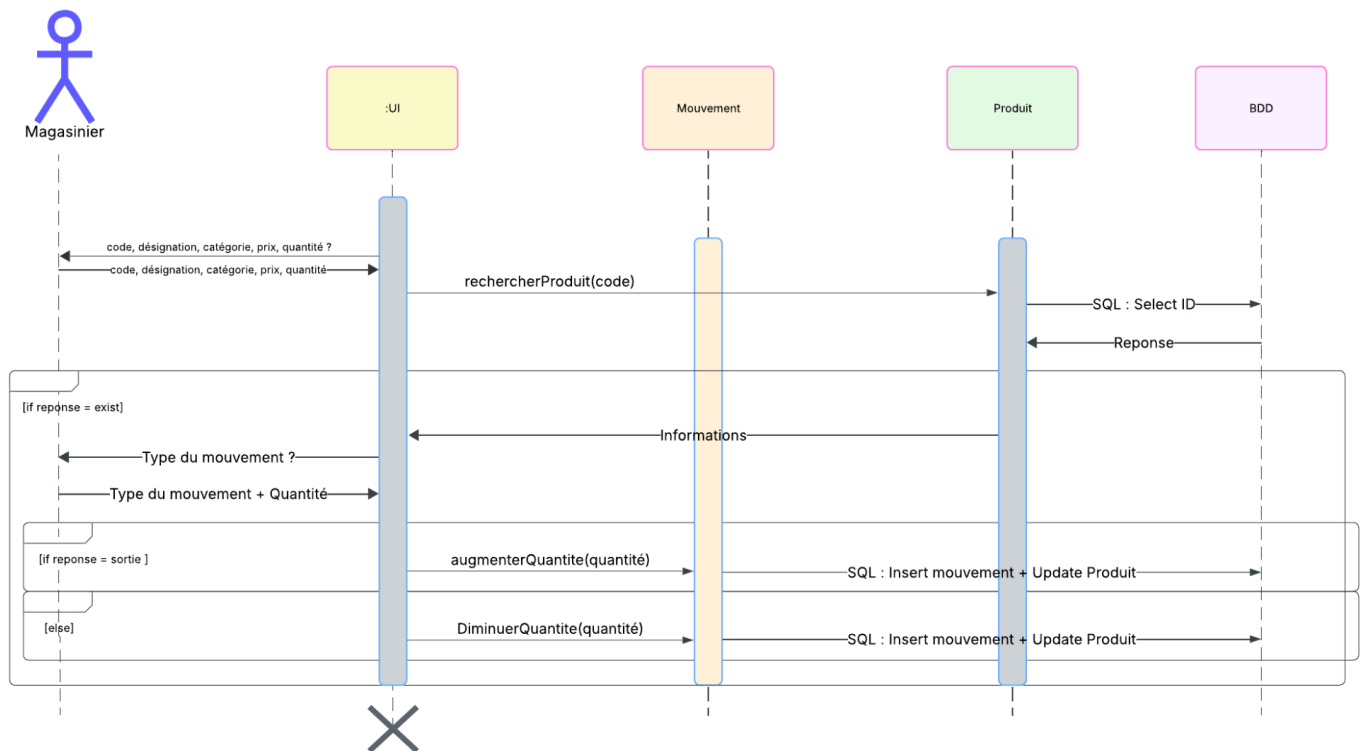 Magasinier
:UI
Mouvement
Produit
BDD
code, désignation, catégorie, prix, quantité ?
code, désignation, catégorie, prix, quantité
rechercherProduit(code)
SQL : Select ID
Reponse
[if reponse = exist]
Informations
Type du mouvement ?
Type du mouvement + Quantité
[if reponse = sortie ]
augmenterQuantite(quantité)
SQL : Insert mouvement + Update Produit
[else]
DiminuerQuantite(quantité)
SQL : Insert mouvement + Update Produit